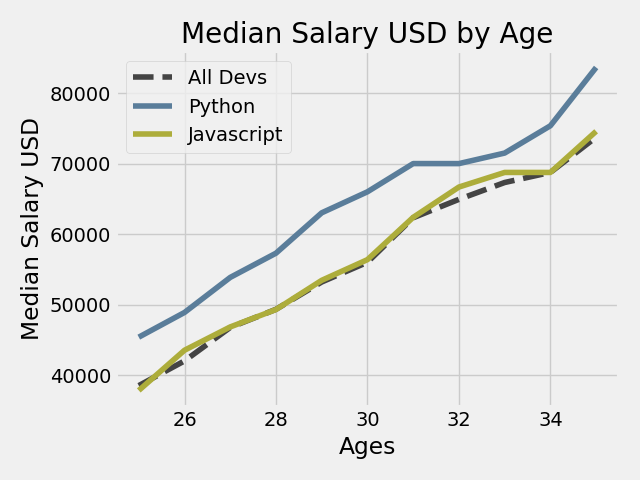 Median Salary USD by Age
All Devs
Python
Javascript
Median Salary USD
80000
70000
60000
50000
40000
26 28 30 32 34
Ages